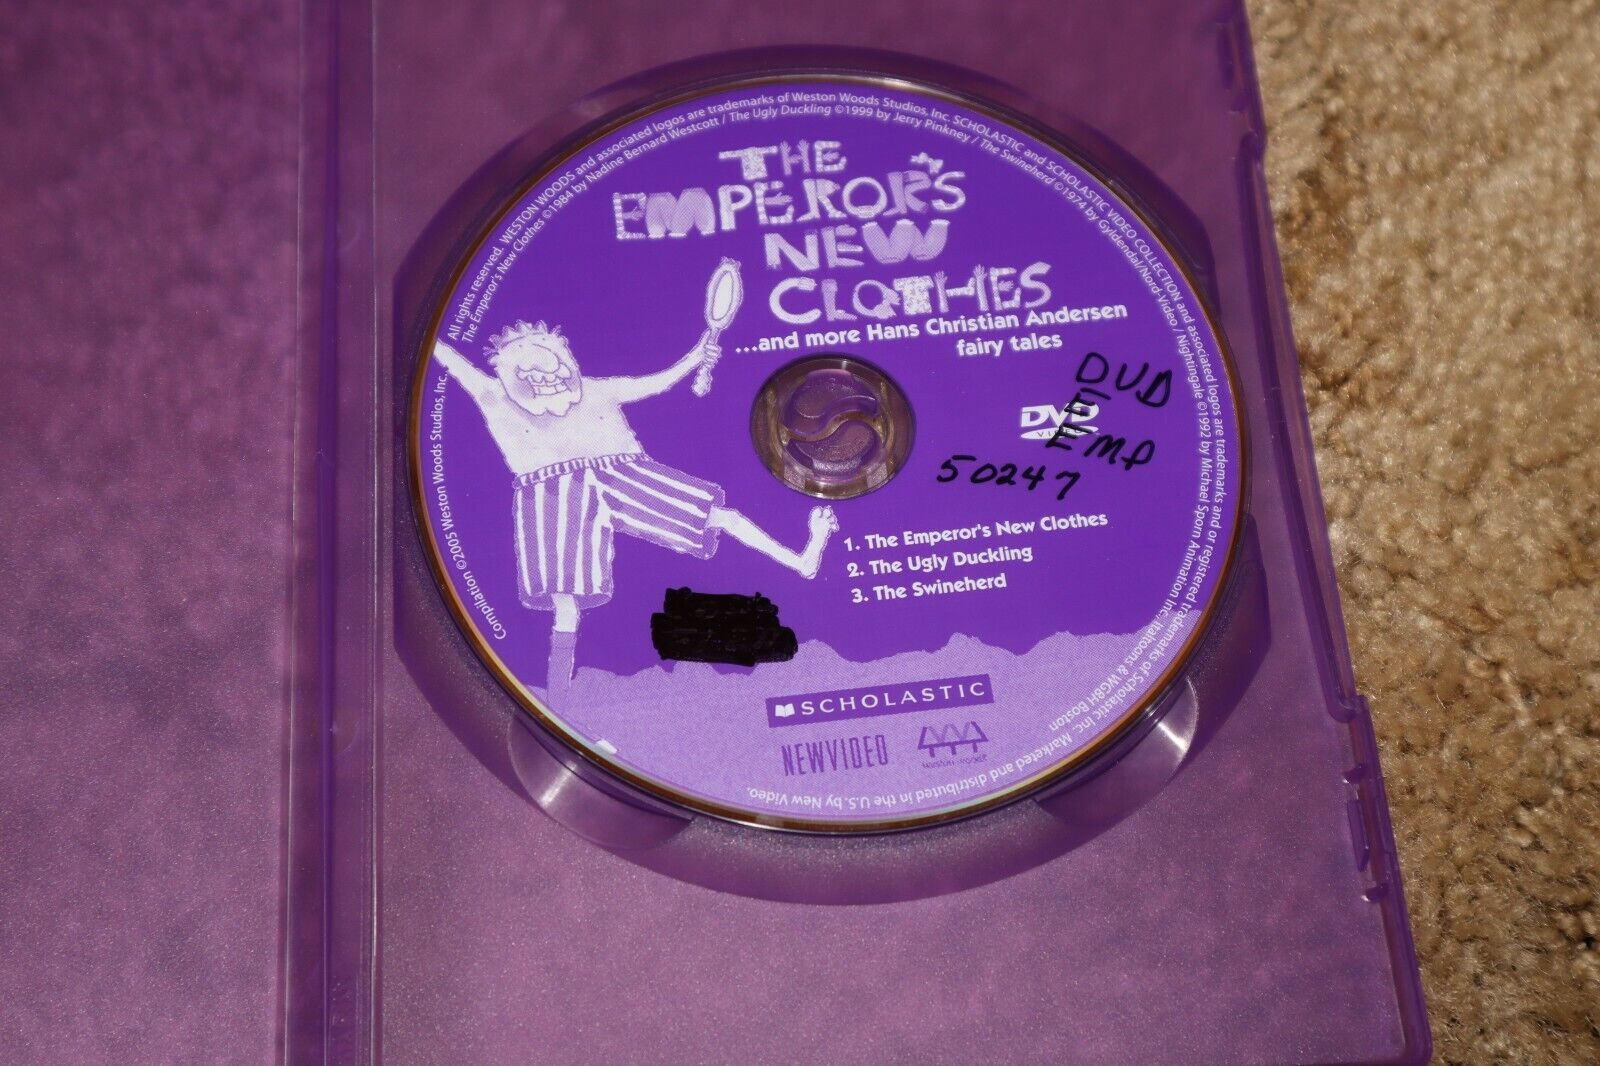 THE
EMPEROR'S
NEW
CLOTHES
...and more Hans Christian Andersen
fairy tales
DVD
VIDEO
DVD
E
EMP
50247
1. The Emperor's New Clothes
2. The Ugly Duckling
3. The Swineherd
SCHOLASTIC
NEWVIDEO
Compilation ©2005 Weston Woods Studios, Inc. All rights reserved. WESTON WOODS and associated logos are trademarks of Weston Woods Studios, Inc. SCHOLASTIC and SCHOLASTIC VIDEO COLLECTION and associated logos are trademarks and or registered trademarks of Scholastic Inc. Marketed and distributed in the U.S. by New Video.
The Emperor's New Clothes ©1984 by Nadine Bernard Westcott / The Ugly Duckling ©1999 by Jerry Pinkney / The Swineherd ©1974 by Gyldendal/Nord-Video / Nightingale ©1992 by Michael Sporn Animation Inc, Italtoons & WGBH Boston